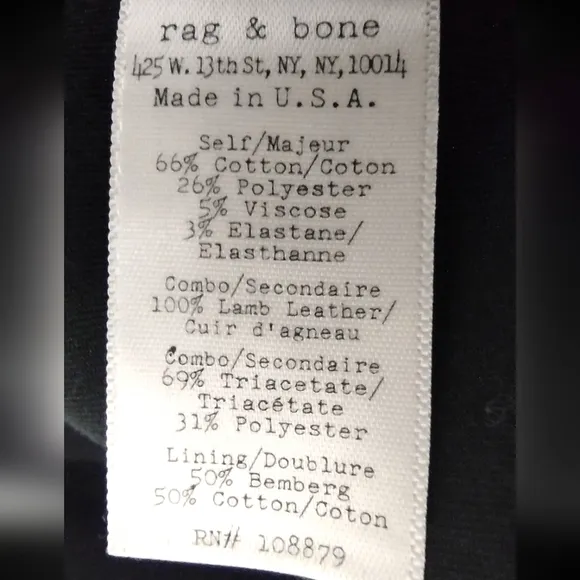 rag & bone
425 W. 13th St, NY, NY, 10014
Made in U.S.A.
Self/Majeur
66% Cotton/Coton
26% Polyester
5% Viscose
3% Elastane/
Elasthanne
Combo/Secondaire
100% Lamb Leather/
Cuir d'agneau
Combo/Secondaire
69% Triacetate/
Triacétate
31% Polyester
Lining/Doublure
50% Bemberg
50% Cotton/Coton
RN# 108879